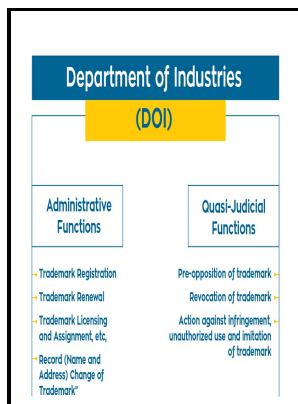 Department of Industries
(DOI)
Administrative
Functions
Trademark Registration
Trademark Renewal
Trademark Licensing
and Assignment, etc,
Record (Name and
Address) Change of
Trademark"
Quasi-Judicial
Functions
Pre-opposition of trademark
Revocation of trademark
Action against infringement,
unauthorized use and imitation
of trademark